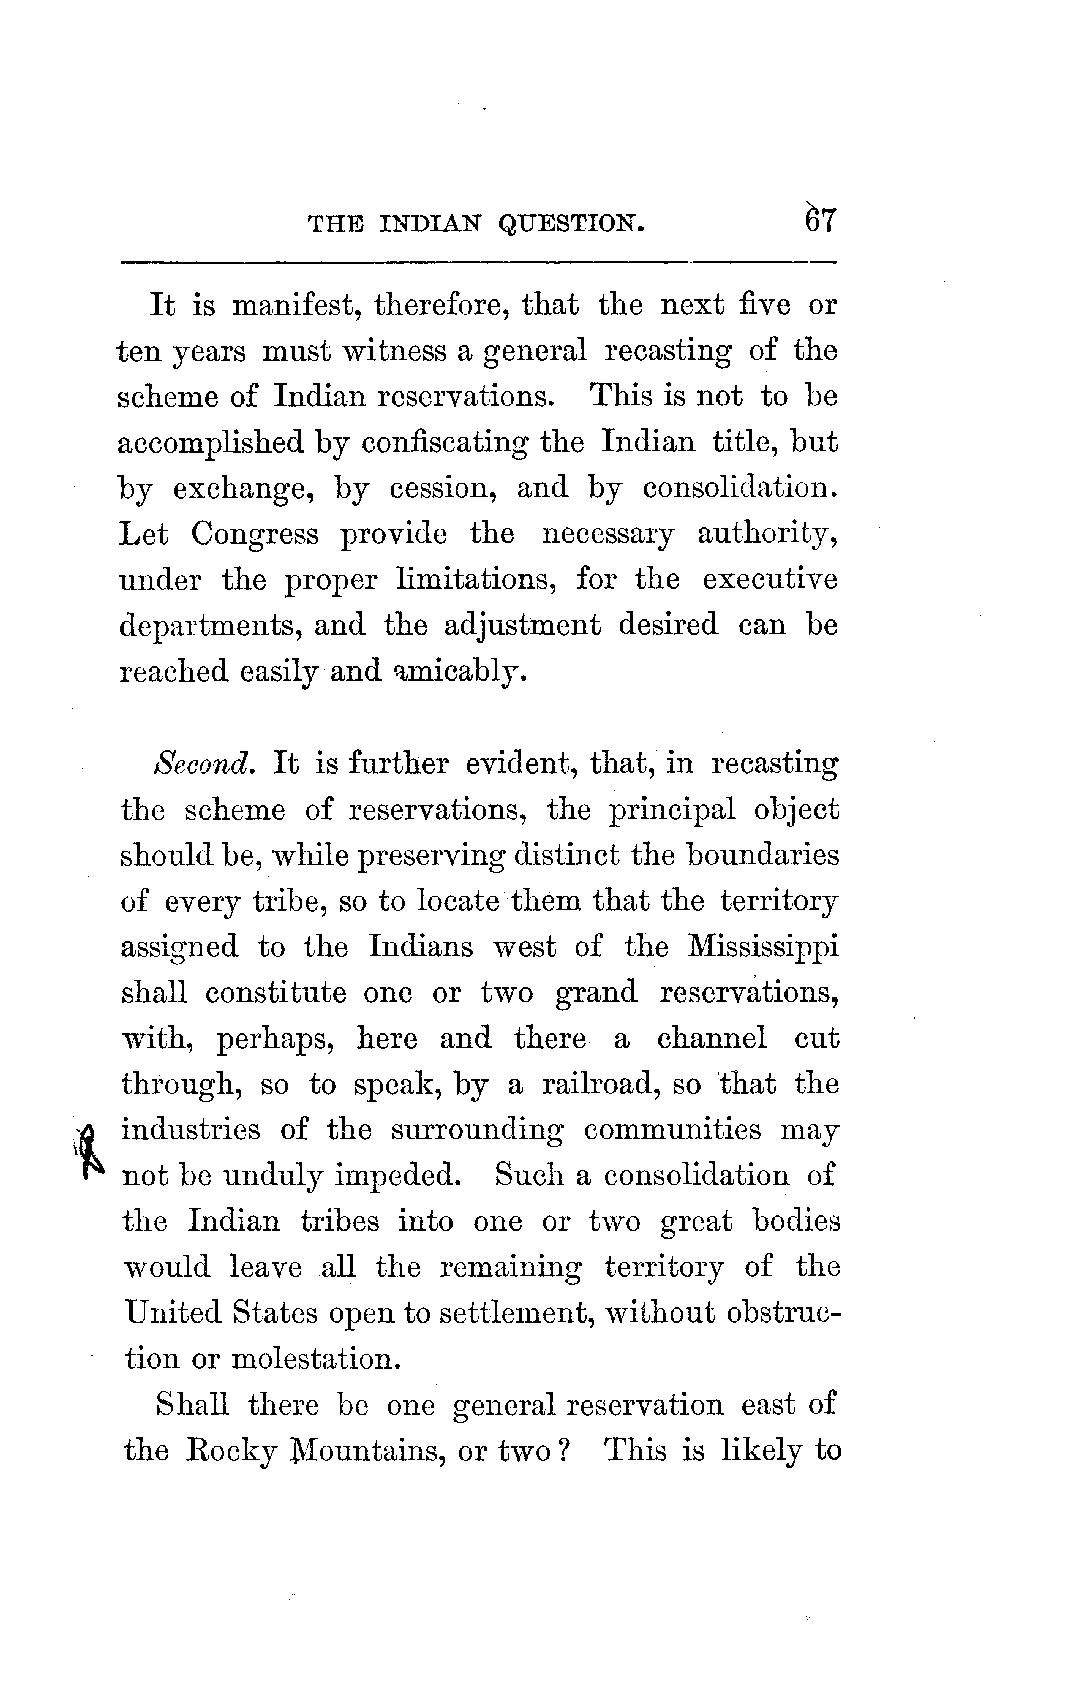 THE INDIAN QUESTION. 67
It is manifest, therefore, that the next five or
ten years must witness a general recasting of the
scheme of Indian reservations. This is not to be
accomplished by confiscating the Indian title, but
by exchange, by cession, and by consolidation.
Let Congress provide the necessary authority,
under the proper limitations, for the executive
departments, and the adjustment desired can be
reached easily and amicably.
Second. It is further evident, that, in recasting
the scheme of reservations, the principal object
should be, while preserving distinct the boundaries
of every tribe, so to locate them that the territory
assigned to the Indians west of the Mississippi
shall constitute one or two grand reservations,
with, perhaps, here and there a channel cut
through, so to speak, by a railroad, so that the
industries of the surrounding communities may
not be unduly impeded. Such a consolidation of
the Indian tribes into one or two great bodies
would leave all the remaining territory of the
United States open to settlement, without obstruc-
tion or molestation.
Shall there be one general reservation east of
the Rocky Mountains, or two? This is likely to